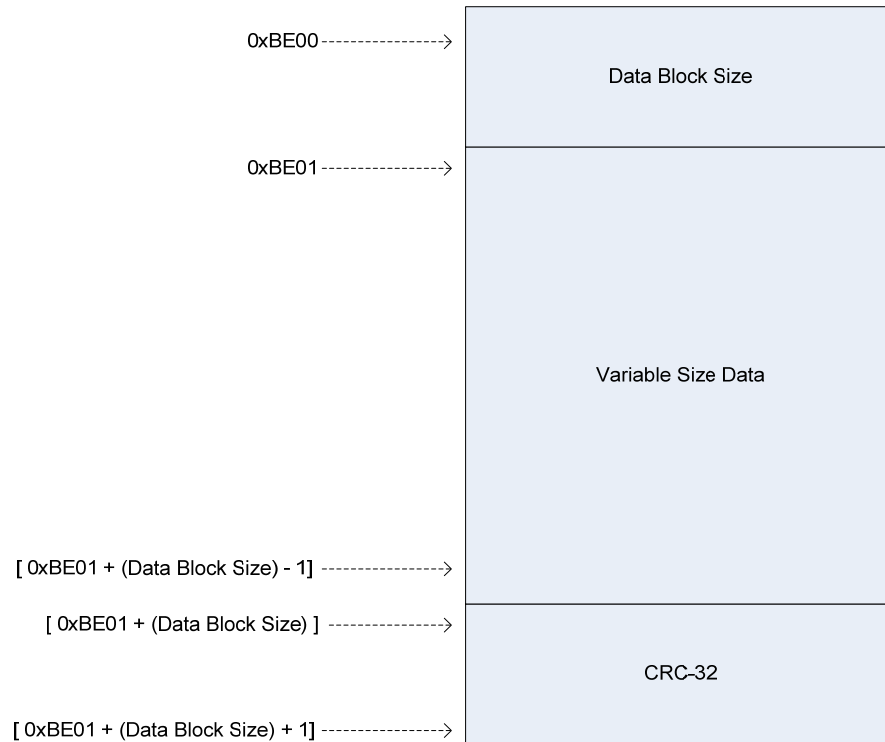 0xBE00
Data Block Size
0xBE01
Variable Size Data
[ 0xBE01 + (Data Block Size) - 1]
[ 0xBE01 + (Data Block Size) ]
CRC-32
[ 0xBE01 + (Data Block Size) + 1]